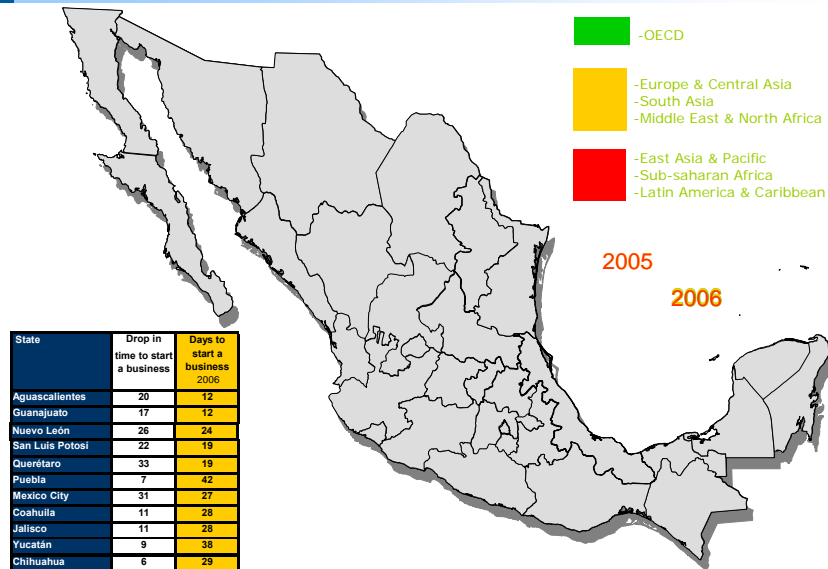 -OECD
-Europe & Central Asia
-South Asia
-Middle East & North Africa
-East Asia & Pacific
-Sub-saharan Africa
-Latin America & Caribbean
2005
2006
State Drop in time to start a business Days to start a business 2006
Aguascalientes 20 12
Guanajuato 17 12
Nuevo León 26 24
San Luis Potosí 22 19
Querétaro 33 19
Puebla 7 42
Mexico City 31 27
Coahuila 11 28
Jalisco 11 28
Yucatán 9 38
Chihuahua 6 29